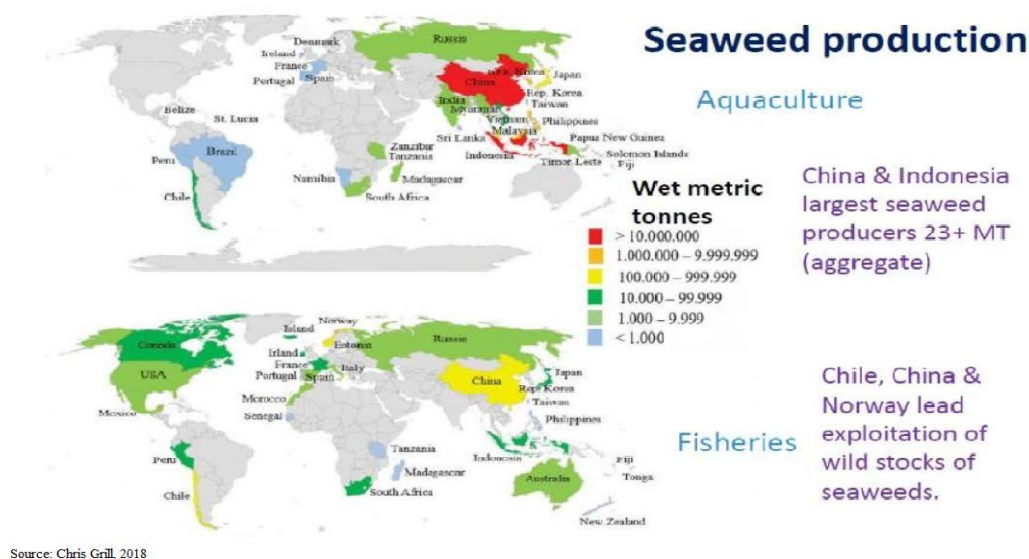 Seaweed production
Aquaculture
Denmark
Ireland
France
Portugal Spain
Russia
China
Japan
Rep. Korea
Taiwan
India
Myanmar
Vietnam
Philippines
Malaysia
Sri Lanka
Papua New Guinea
Indonesia
Timor Leste
Solomon Islands
Fiji
Belize
St. Lucia
Brazil
Peru
Chile
Zanzibar
Tanzania
Namibia
Madagascar
South Africa
China & Indonesia
largest seaweed
producers 23+ MT
(aggregate)
Wet metric
tonnes
> 10.000.000
1.000.000 – 9.999.999
100.000 – 999.999
10.000 – 99.999
1.000 – 9.999
< 1.000
Norway
Island
Canada
Irland
Estonia
Russia
France
Italy
Portugal Spain
USA
China
Japan
Rep. Korea
Taiwan
Morocco
Mexico
Senegal
Philippines
Tanzania
Peru
Indonesia
Fiji
Madagascar
Tonga
Chile
South Africa
Australia
New Zealand
Fisheries
Chile, China &
Norway lead
exploitation of
wild stocks of
seaweeds.
Source: Chris Grill, 2018